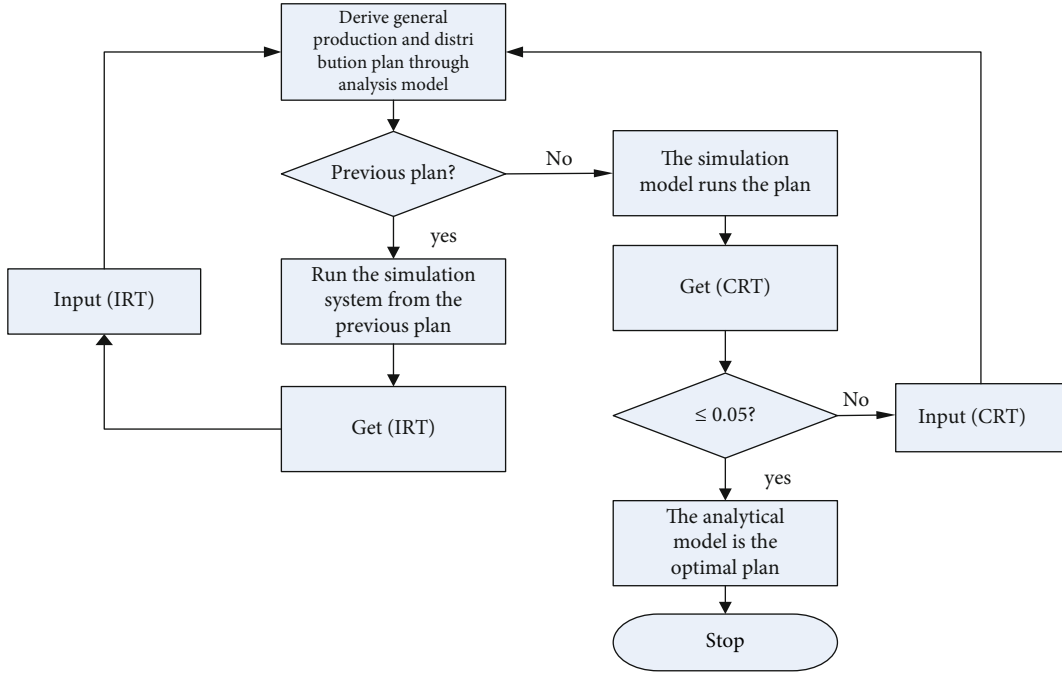 Derive general
production and distri
bution plan through
analysis model
Previous plan?
No
The simulation
model runs the plan
yes
Run the simulation
system from the
previous plan
Input (IRT)
Get (CRT)
Get (IRT)
≤ 0.05?
No
Input (CRT)
yes
The analytical
model is the
optimal plan
Stop